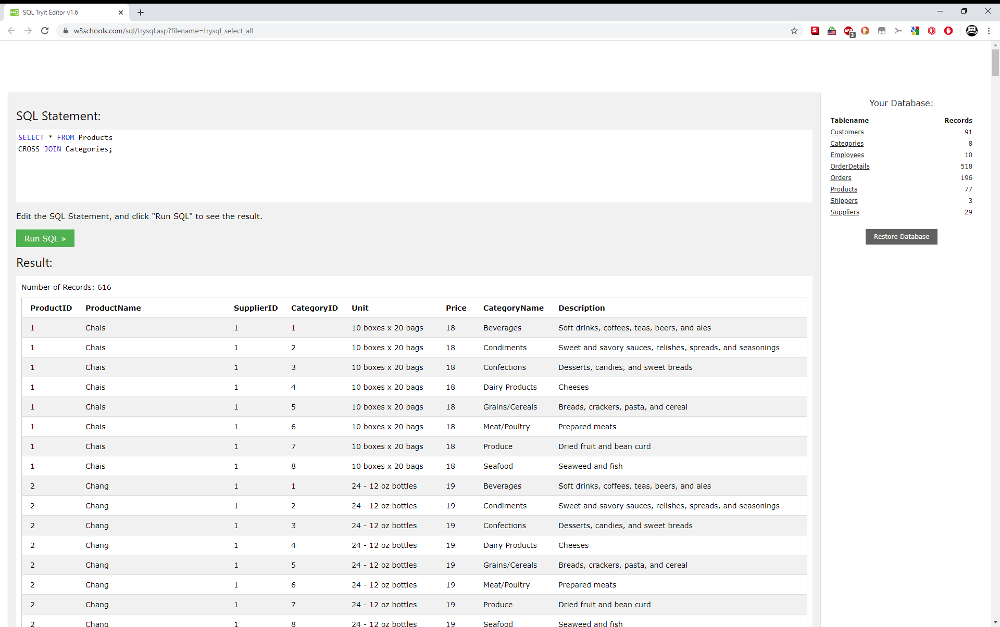 SQL Tryit Editor v1.6
w3schools.com/sql/trysql.asp?filename=trysql_select_all
SQL Statement:
SELECT * FROM Products
CROSS JOIN Categories;
Edit the SQL Statement, and click "Run SQL" to see the result.
Run SQL »
Result:
Number of Records: 616
ProductID ProductName SupplierID CategoryID Unit Price CategoryName Description
1 Chais 1 1 10 boxes x 20 bags 18 Beverages Soft drinks, coffees, teas, beers, and ales
1 Chais 1 2 10 boxes x 20 bags 18 Condiments Sweet and savory sauces, relishes, spreads, and seasonings
1 Chais 1 3 10 boxes x 20 bags 18 Confections Desserts, candies, and sweet breads
1 Chais 1 4 10 boxes x 20 bags 18 Dairy Products Cheeses
1 Chais 1 5 10 boxes x 20 bags 18 Grains/Cereals Breads, crackers, pasta, and cereal
1 Chais 1 6 10 boxes x 20 bags 18 Meat/Poultry Prepared meats
1 Chais 1 7 10 boxes x 20 bags 18 Produce Dried fruit and bean curd
1 Chais 1 8 10 boxes x 20 bags 18 Seafood Seaweed and fish
2 Chang 1 1 24 - 12 oz bottles 19 Beverages Soft drinks, coffees, teas, beers, and ales
2 Chang 1 2 24 - 12 oz bottles 19 Condiments Sweet and savory sauces, relishes, spreads, and seasonings
2 Chang 1 3 24 - 12 oz bottles 19 Confections Desserts, candies, and sweet breads
2 Chang 1 4 24 - 12 oz bottles 19 Dairy Products Cheeses
2 Chang 1 5 24 - 12 oz bottles 19 Grains/Cereals Breads, crackers, pasta, and cereal
2 Chang 1 6 24 - 12 oz bottles 19 Meat/Poultry Prepared meats
2 Chang 1 7 24 - 12 oz bottles 19 Produce Dried fruit and bean curd
2 Chang 1 8 24 - 12 oz bottles 19 Seafood Seaweed and fish
Your Database:
Tablename Records
Customers 91
Categories 8
Employees 10
OrderDetails 518
Orders 196
Products 77
Shippers 3
Suppliers 29
Restore Database